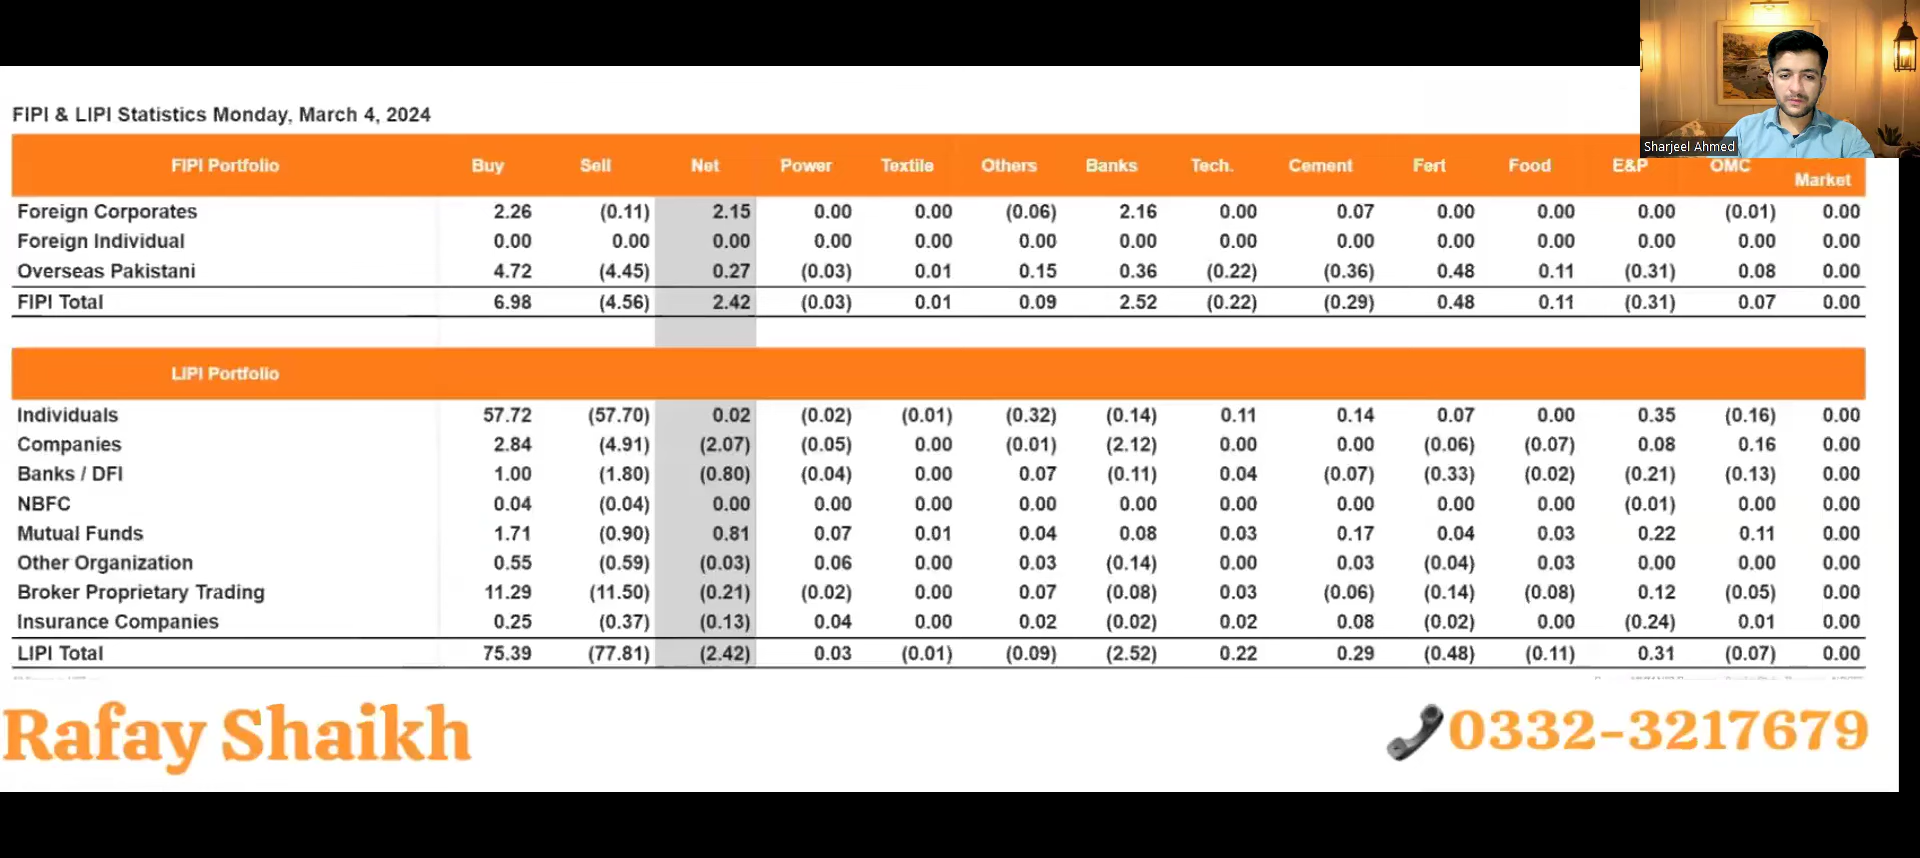 Sharjeel Ahmed
FIPI & LIPI Statistics Monday, March 4, 2024
FIPI Portfolio Buy Sell Net Power Textile Others Banks Tech. Cement Fert Food E&P OMC Market
Foreign Corporates 2.26 (0.11) 2.15 0.00 0.00 (0.06) 2.16 0.00 0.07 0.00 0.00 0.00 (0.01) 0.00
Foreign Individual 0.00 0.00 0.00 0.00 0.00 0.00 0.00 0.00 0.00 0.00 0.00 0.00 0.00 0.00
Overseas Pakistani 4.72 (4.45) 0.27 (0.03) 0.01 0.15 0.36 (0.22) (0.36) 0.48 0.11 (0.31) 0.08 0.00
FIPI Total 6.98 (4.56) 2.42 (0.03) 0.01 0.09 2.52 (0.22) (0.29) 0.48 0.11 (0.31) 0.07 0.00
LIPI Portfolio
Individuals 57.72 (57.70) 0.02 (0.02) (0.01) (0.32) (0.14) 0.11 0.14 0.07 0.00 0.35 (0.16) 0.00
Companies 2.84 (4.91) (2.07) (0.05) 0.00 (0.01) (2.12) 0.00 0.00 (0.06) (0.07) 0.08 0.16 0.00
Banks / DFI 1.00 (1.80) (0.80) (0.04) 0.00 0.07 (0.11) 0.04 (0.07) (0.33) (0.02) (0.21) (0.13) 0.00
NBFC 0.04 (0.04) 0.00 0.00 0.00 0.00 0.00 0.00 0.00 0.00 0.00 (0.01) 0.00 0.00
Mutual Funds 1.71 (0.90) 0.81 0.07 0.01 0.04 0.08 0.03 0.17 0.04 0.03 0.22 0.11 0.00
Other Organization 0.55 (0.59) (0.03) 0.06 0.00 0.03 (0.14) 0.00 0.03 (0.04) 0.03 0.00 0.00 0.00
Broker Proprietary Trading 11.29 (11.50) (0.21) (0.02) 0.00 0.07 (0.08) 0.03 (0.06) (0.14) (0.08) 0.12 (0.05) 0.00
Insurance Companies 0.25 (0.37) (0.13) 0.04 0.00 0.02 (0.02) 0.02 0.08 (0.02) 0.00 (0.24) 0.01 0.00
LIPI Total 75.39 (77.81) (2.42) 0.03 (0.01) (0.09) (2.52) 0.22 0.29 (0.48) (0.11) 0.31 (0.07) 0.00
Rafay Shaikh
0332-3217679